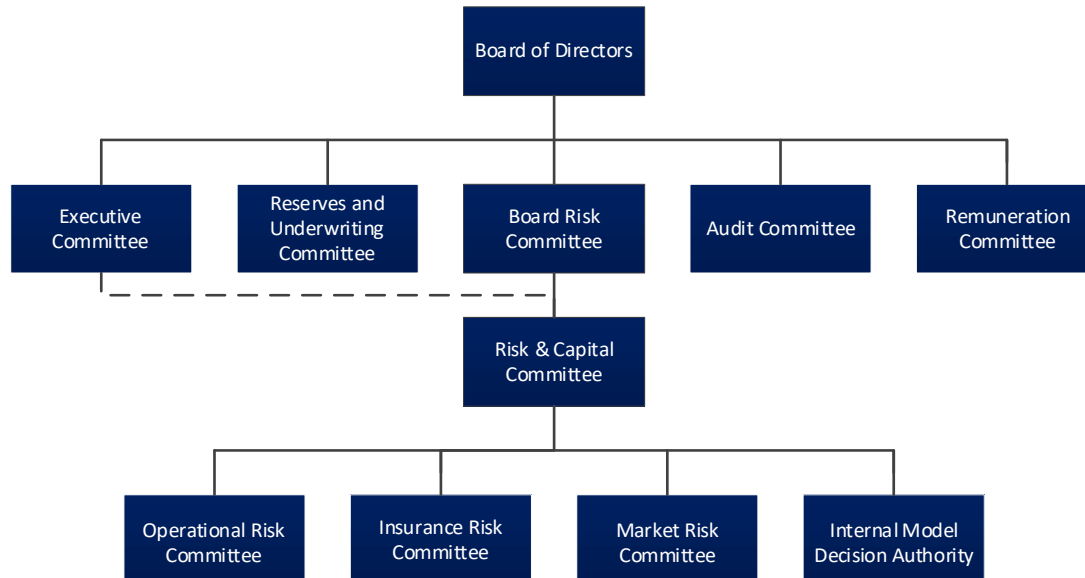 Board of Directors
Executive
Committee
Reserves and
Underwriting
Committee
Board Risk
Committee
Audit Committee
Remuneration
Committee
Risk & Capital
Committee
Operational Risk
Committee
Insurance Risk
Committee
Market Risk
Committee
Internal Model
Decision Authority